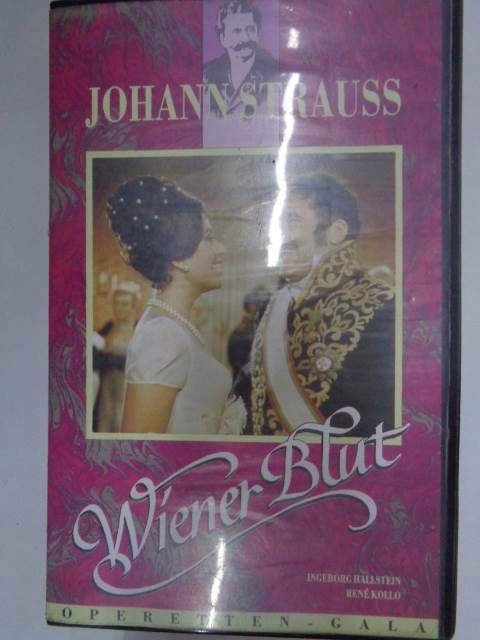 JOHANN STRAUSS
Wiener Blut
INGEBORG HALLSTEIN
RENÉ KOLLO
OPERETTEN-GALA